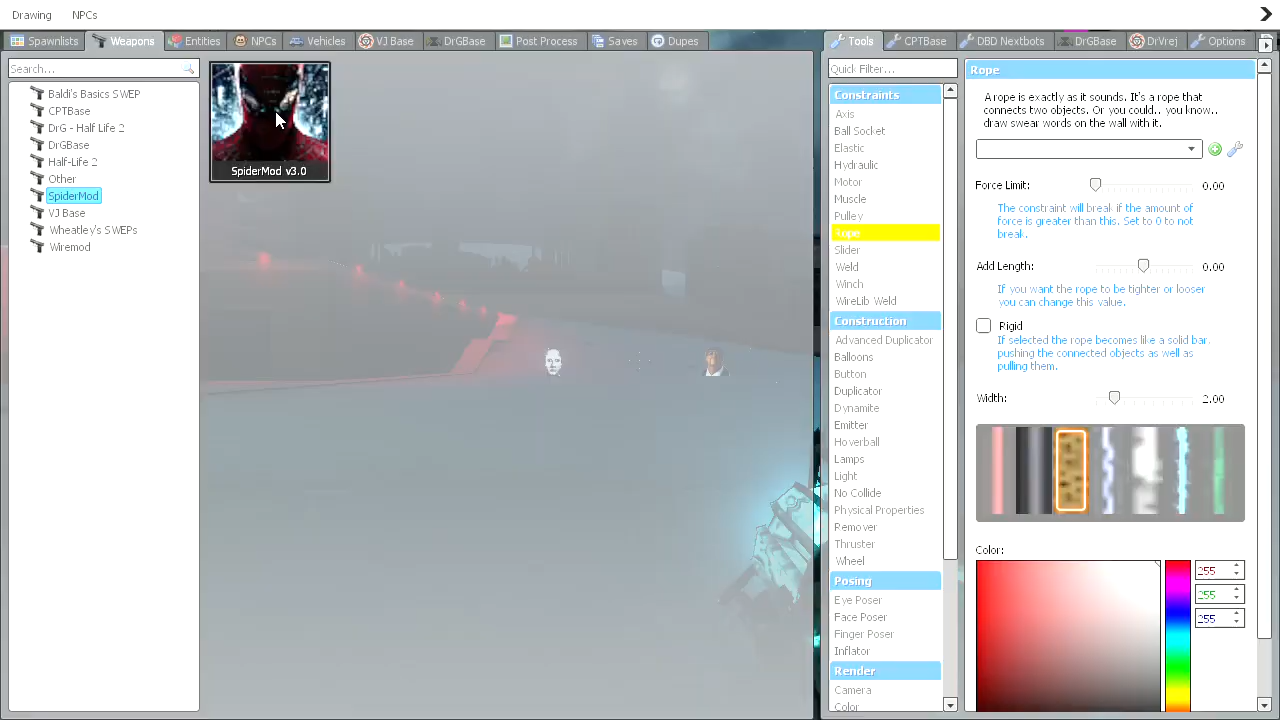 Drawing NPCs
Spawnlists Weapons Entities NPCs Vehicles VJ Base DrGBase Post Process Saves Dupes
Search...
Baldi's Basics SWEP
CPTBase
DrG - Half Life 2
DrGBase
Half-Life 2
Other
SpiderMod
VJ Base
Wheatley's SWEPs
Wiremod
SpiderMod v3.0
Tools CPTBase DBD Nextbots DrGBase DrVrej Options
Quick Filter...
Constraints
Axis
Ball Socket
Elastic
Hydraulic
Motor
Muscle
Pulley
Rope
Slider
Weld
Winch
WireLib Weld
Construction
Advanced Duplicator
Balloons
Button
Duplicator
Dynamite
Emitter
Hoverball
Lamps
Light
No Collide
Physical Properties
Remover
Thruster
Wheel
Posing
Eye Poser
Face Poser
Finger Poser
Inflator
Render
Camera
Color
Rope
A rope is exactly as it sounds. It's a rope that
connects two objects. Or you could.. you know..
draw swear words on the wall with it.
Force Limit: 0.00
The constraint will break if the amount of
force is greater than this. Set to 0 to not
break.
Add Length: 0.00
If you want the rope to be tighter or looser
you can change this value.
Rigid
If selected the rope becomes like a solid bar,
pushing the connected objects as well as
pulling them.
Width: 2.00
Color:
255
255
255